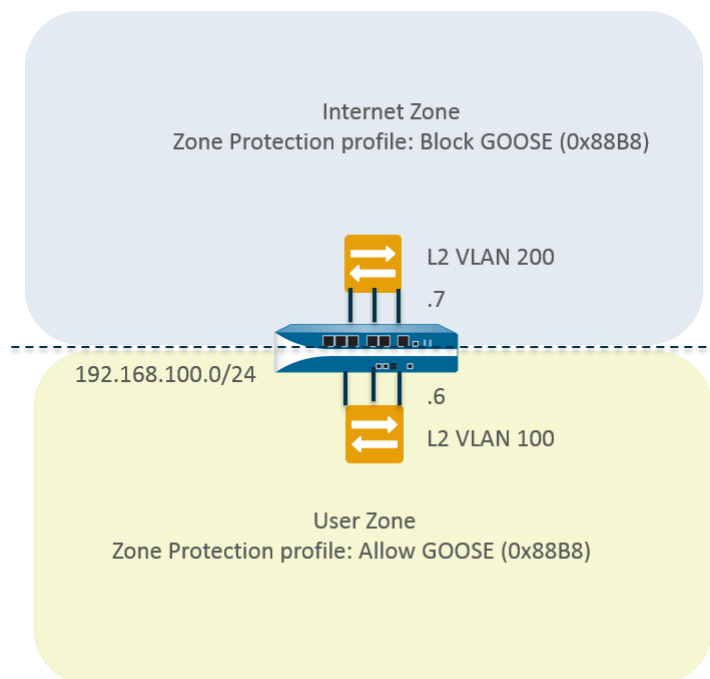 Internet Zone
Zone Protection profile: Block GOOSE (0x88B8)
L2 VLAN 200
.7
192.168.100.0/24
.6
L2 VLAN 100
User Zone
Zone Protection profile: Allow GOOSE (0x88B8)